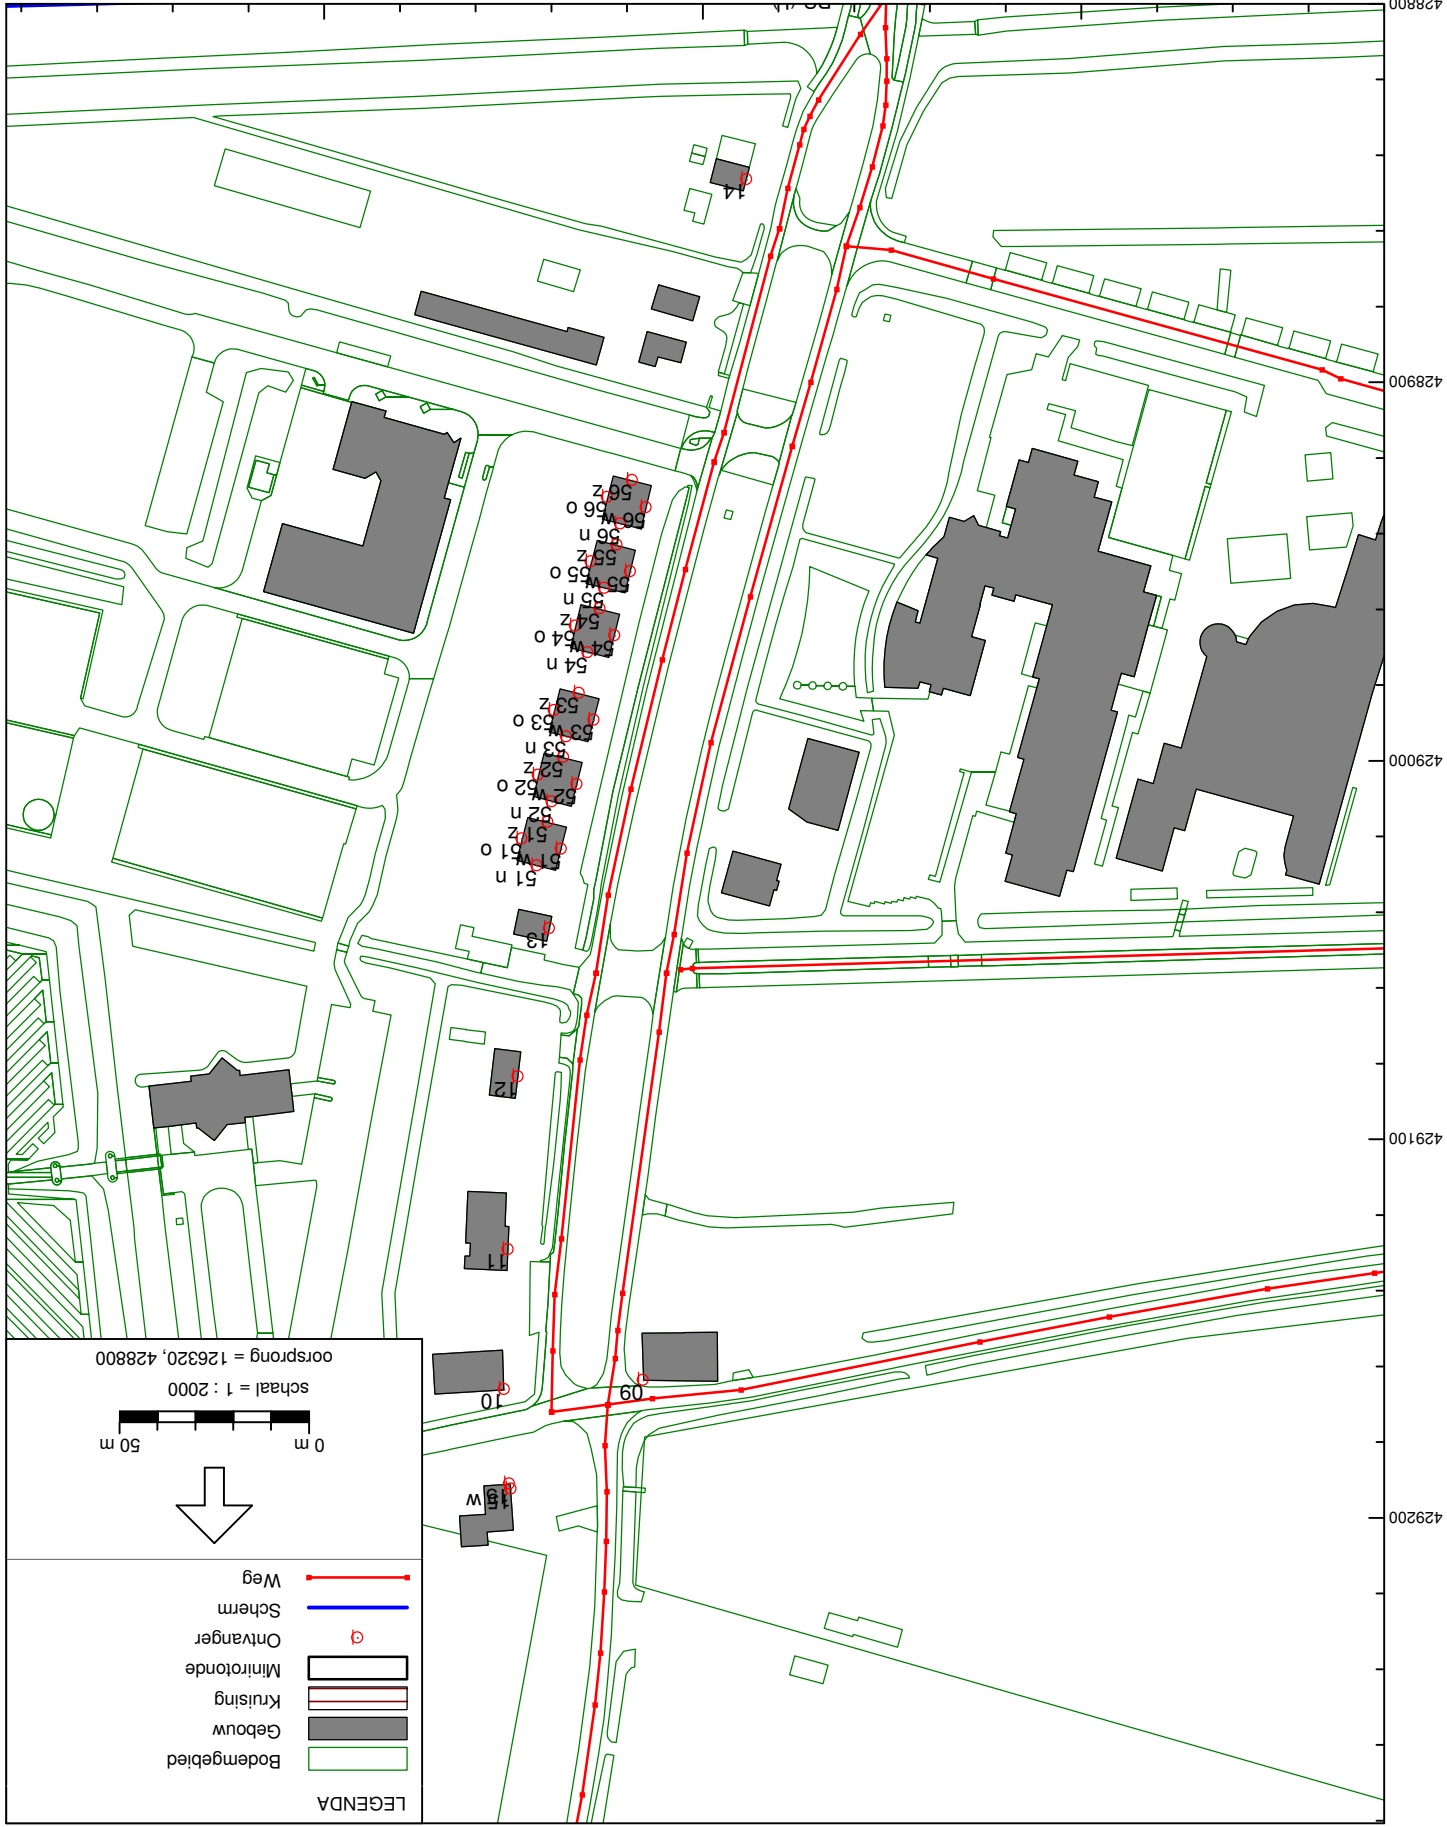 LEGENDA
Bodemgebied
Gebouw
Kruising
Minirotonde
Ontvanger
Scherm
Weg
0 m 50 m
schaal = 1 : 2000
oorsprong = 126320, 428800
429200
429100
429000
428900
428800
15 w
09
10
11
12
13
51 n
51 w
51 o
51 z
52 n
52 w
52 o
52 z
53 n
53 w
53 o
53 z
54 n
54 w
54 o
54 z
55 n
55 w
55 o
55 z
56 n
56 w
56 o
56 z
14